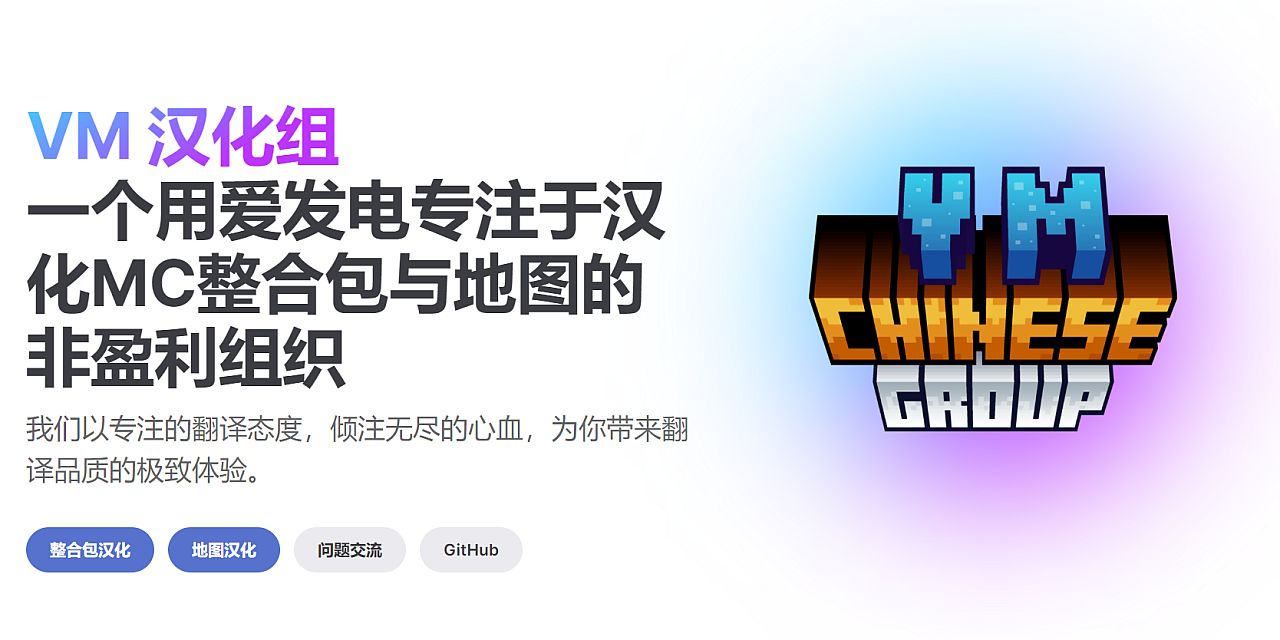 VM 汉化组
一个用爱发电专注于汉
化MC整合包与地图的
非盈利组织
我们以专注的翻译态度，倾注无尽的心血，为你带来翻
译品质的极致体验。
整合包汉化 地图汉化 问题交流 GitHub
VM
CHINESE
GROUP